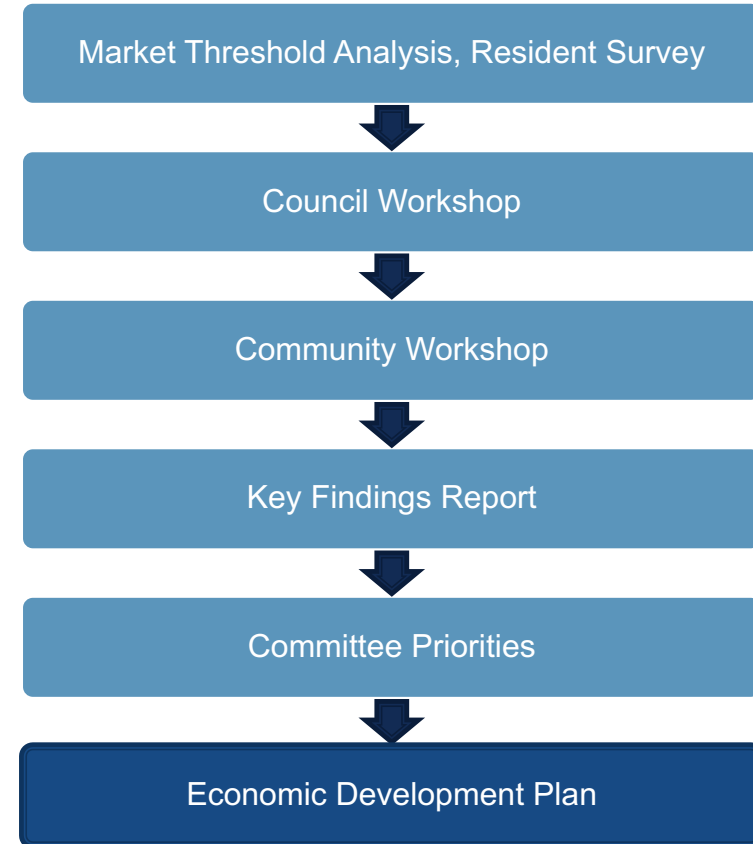 Market Threshold Analysis, Resident Survey
Council Workshop
Community Workshop
Key Findings Report
Committee Priorities
Economic Development Plan